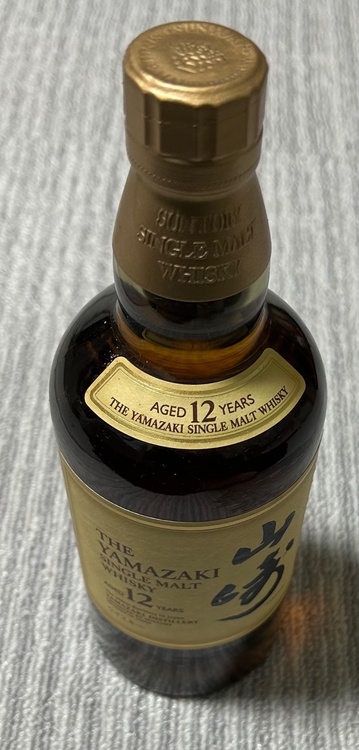 SUNTORY
SINGLE MALT
WHISKY
AGED 12 YEARS
THE YAMAZAKI SINGLE MALT WHISKY
THE
YAMAZAKI
SINGLE MALT
WHISKY
AGED 12 YEARS
山崎